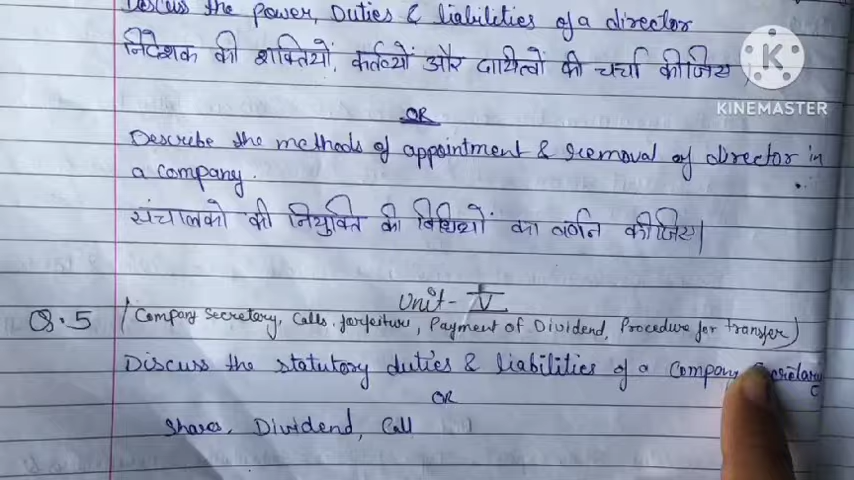 Discuss the power, Duties & liabilities of a director
निदेशक की शक्तियों, कर्तव्यों और दायित्वों की चर्चा कीजिए
K
KINEMASTER
OR
Describe the methods of appointment & removal of director in
a company.
संचालको की नियुक्ति की विधियों का वर्णन कीजिए|
Unit - V
Q.5 (Company Secretary, Calls, forfeiture, Payment of Dividend, Procedure for transfer)
Discuss the statutory duties & liabilities of a Company Secretary
OR
Shares, Dividend, Call